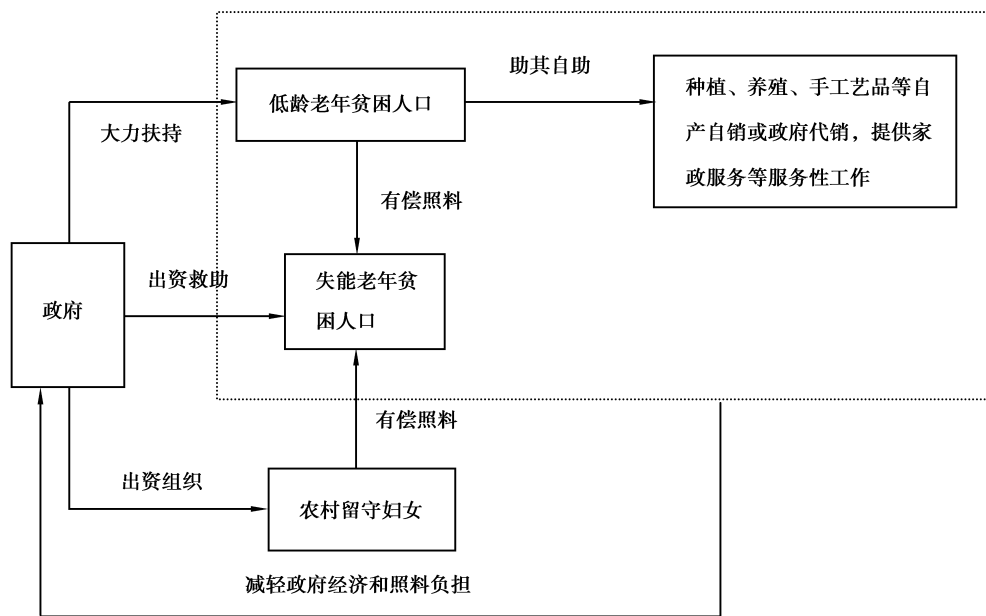 助其自助
低龄老年贫困人口
种植、养殖、手工艺品等自
产自销或政府代销，提供家
政服务等服务性工作
大力扶持
有偿照料
出资救助
失能老年贫
困人口
政府
有偿照料
出资组织
农村留守妇女
减轻政府经济和照料负担